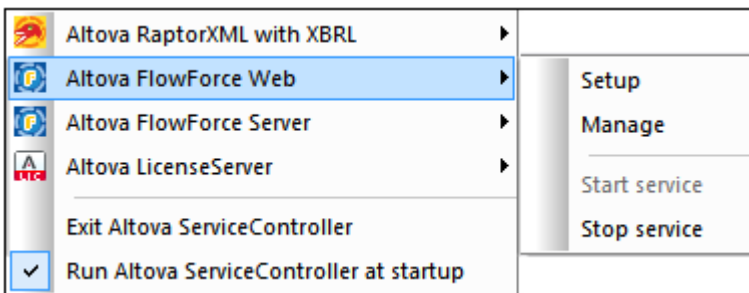 Altova RaptorXML with XBRL
Altova FlowForce Web
Altova FlowForce Server
Altova LicenseServer
A
LIC
Exit Altova ServiceController
Run Altova ServiceController at startup
Setup
Manage
Start service
Stop service